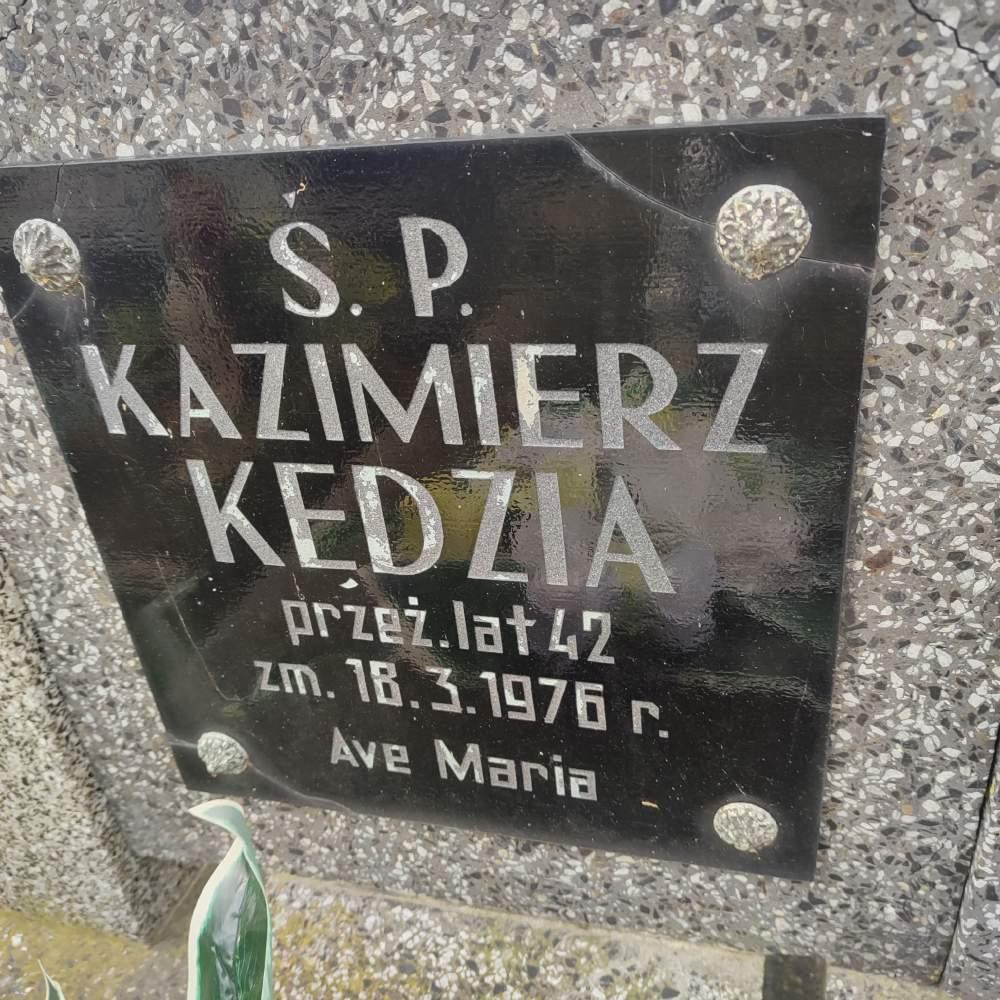 Ś. P.
KAZIMIERZ
KĘDZIA
przeż. lat 42
zm. 18.3.1976 r.
Ave Maria